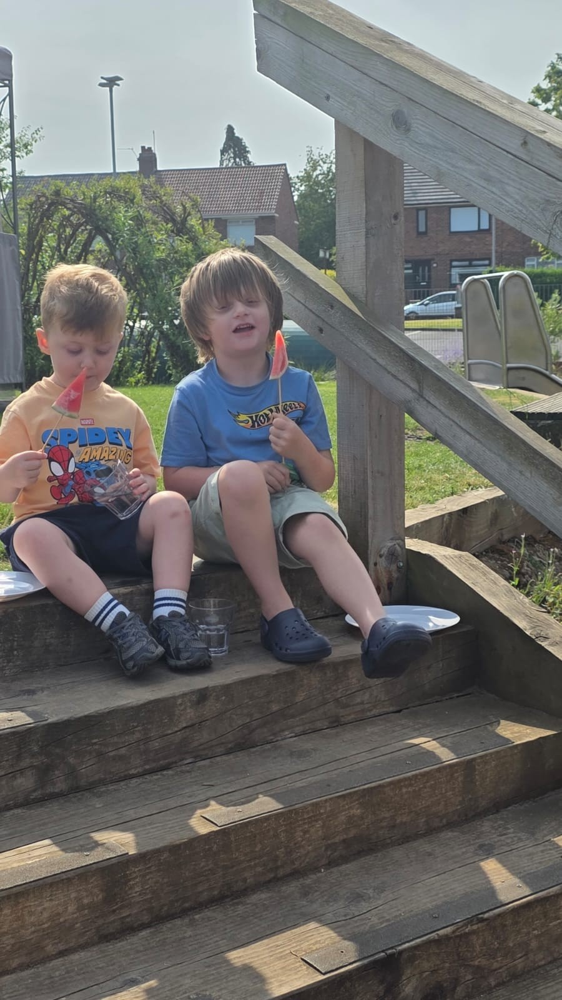 MARVEL
SPIDEY
AMAZING
Hot Wheels